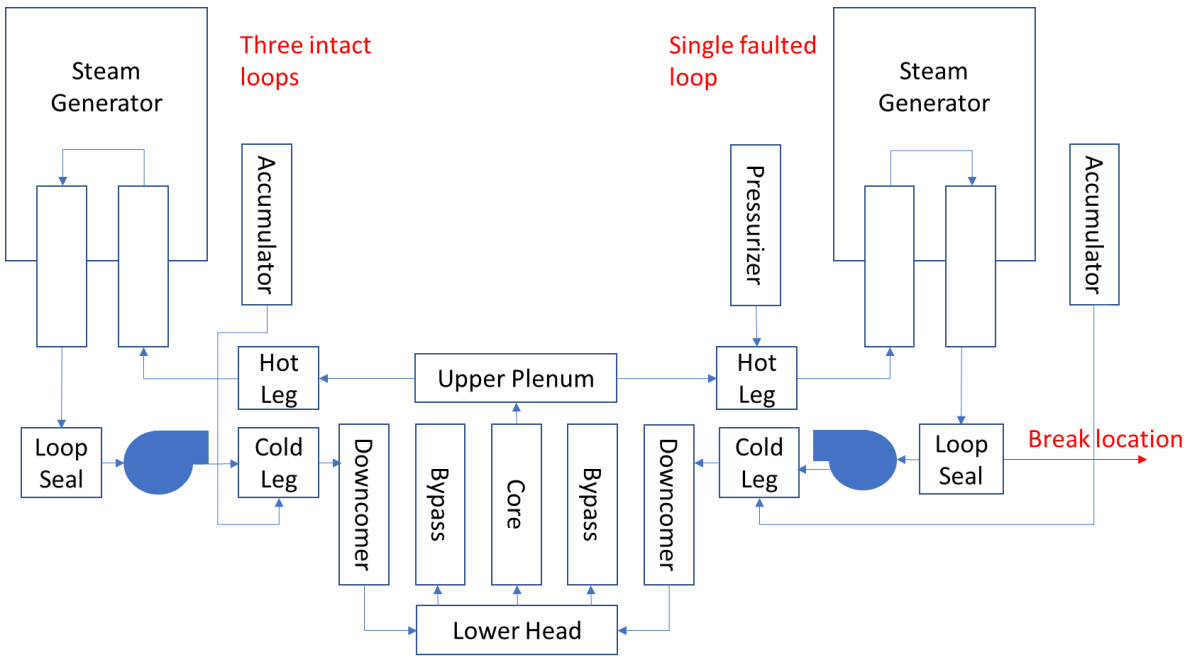 Three intact
loops
Single faulted
loop
Steam
Generator
Steam
Generator
Accumulator
Pressurizer
Accumulator
Hot
Leg
Upper Plenum
Hot
Leg
Loop
Seal
Cold
Leg
Downcomer
Bypass
Core
Bypass
Downcomer
Cold
Leg
Loop
Seal
Break location
Lower Head